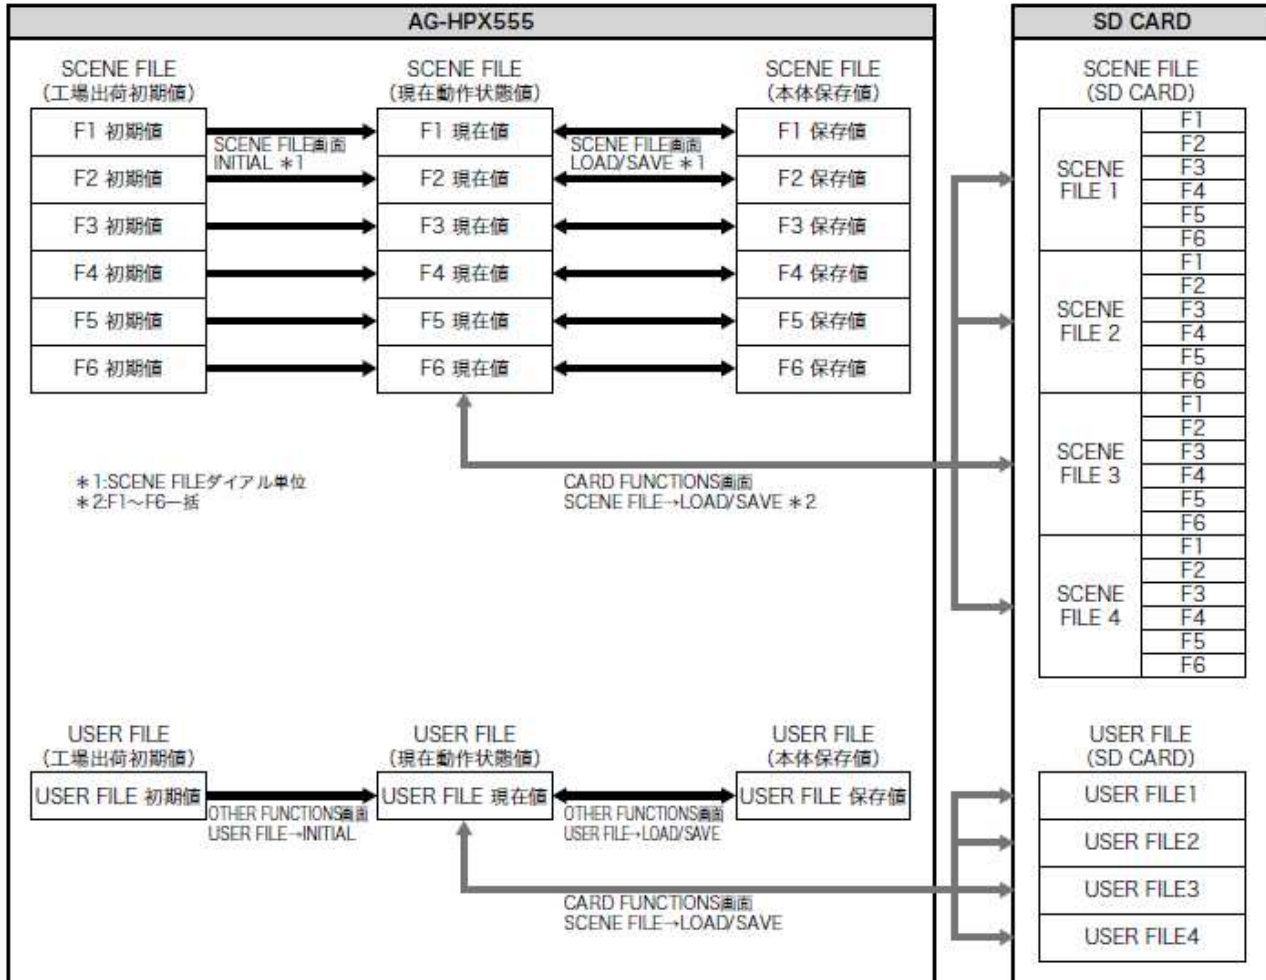 AG-HPX555
SD CARD
SCENE FILE
(工場出荷初期値)
SCENE FILE
(現在動作状態値)
SCENE FILE
(本体保存値)
SCENE FILE
(SD CARD)
F1 初期値
F2 初期値
F3 初期値
F4 初期値
F5 初期値
F6 初期値
SCENE FILE画面
INITIAL *1
F1 現在値
F2 現在値
F3 現在値
F4 現在値
F5 現在値
F6 現在値
SCENE FILE画面
LOAD/SAVE *1
F1 保存値
F2 保存値
F3 保存値
F4 保存値
F5 保存値
F6 保存値
SCENE
FILE 1
F1
F2
F3
F4
F5
F6
SCENE
FILE 2
F1
F2
F3
F4
F5
F6
SCENE
FILE 3
F1
F2
F3
F4
F5
F6
SCENE
FILE 4
F1
F2
F3
F4
F5
F6
*1:SCENE FILEダイアル単位
*2:F1~F6一括
CARD FUNCTIONS画面
SCENE FILE→LOAD/SAVE *2
USER FILE
(工場出荷初期値)
USER FILE
(現在動作状態値)
USER FILE
(本体保存値)
USER FILE
(SD CARD)
USER FILE 初期値
OTHER FUNCTIONS画面
USER FILE→INITIAL
USER FILE 現在値
OTHER FUNCTIONS画面
USER FILE→LOAD/SAVE
USER FILE 保存値
USER FILE1
USER FILE2
USER FILE3
USER FILE4
CARD FUNCTIONS画面
SCENE FILE→LOAD/SAVE